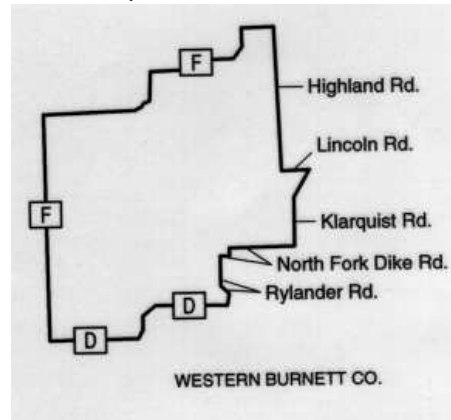 F
Highland Rd.
Lincoln Rd.
F
Klarquist Rd.
North Fork Dike Rd.
Rylander Rd.
D
D
WESTERN BURNETT CO.